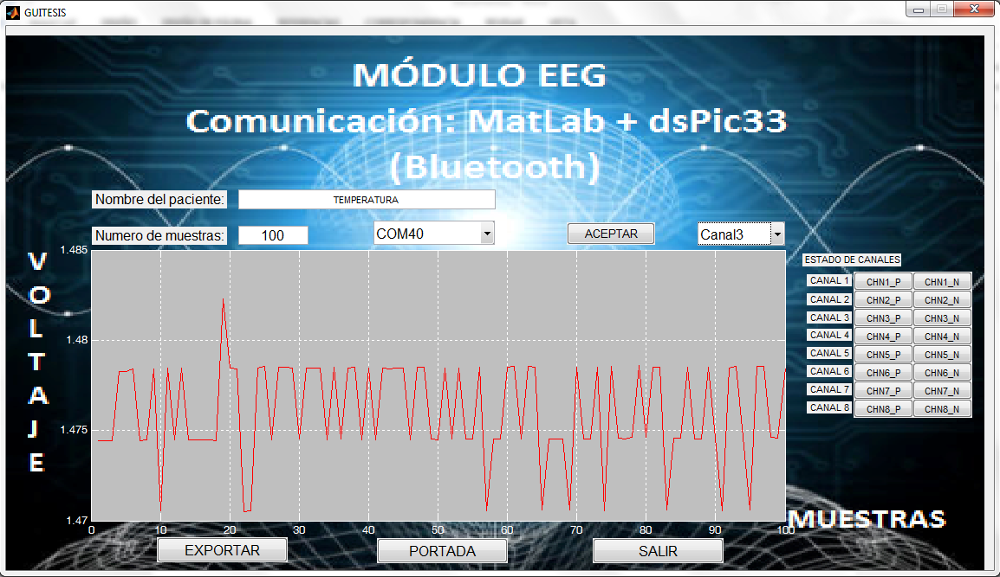 GUITESIS
MÓDULO EEG
Comunicación: MatLab + dsPic33
(Bluetooth)
Nombre del paciente: TEMPERATURA
Numero de muestras: 100 COM40 ACEPTAR Canal3
VOLTAJE
1.485
1.48
1.475
1.47
0 10 20 30 40 50 60 70 80 90 100
MUESTRAS
ESTADO DE CANALES
CANAL 1 CHN1_P CHN1_N
CANAL 2 CHN2_P CHN2_N
CANAL 3 CHN3_P CHN3_N
CANAL 4 CHN4_P CHN4_N
CANAL 5 CHN5_P CHN5_N
CANAL 6 CHN6_P CHN6_N
CANAL 7 CHN7_P CHN7_N
CANAL 8 CHN8_P CHN8_N
EXPORTAR PORTADA SALIR